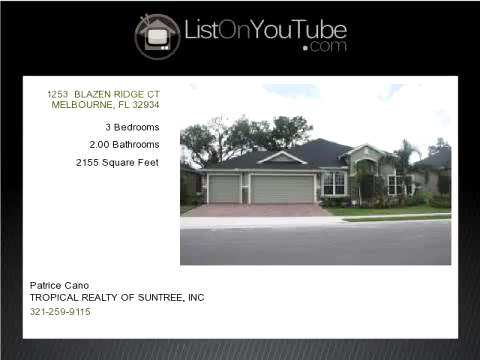 ListOnYouTube
.com
1253 BLAZEN RIDGE CT
MELBOURNE, FL 32934
3 Bedrooms
2.00 Bathrooms
2155 Square Feet
Patrice Cano
TROPICAL REALTY OF SUNTREE, INC
321-259-9115